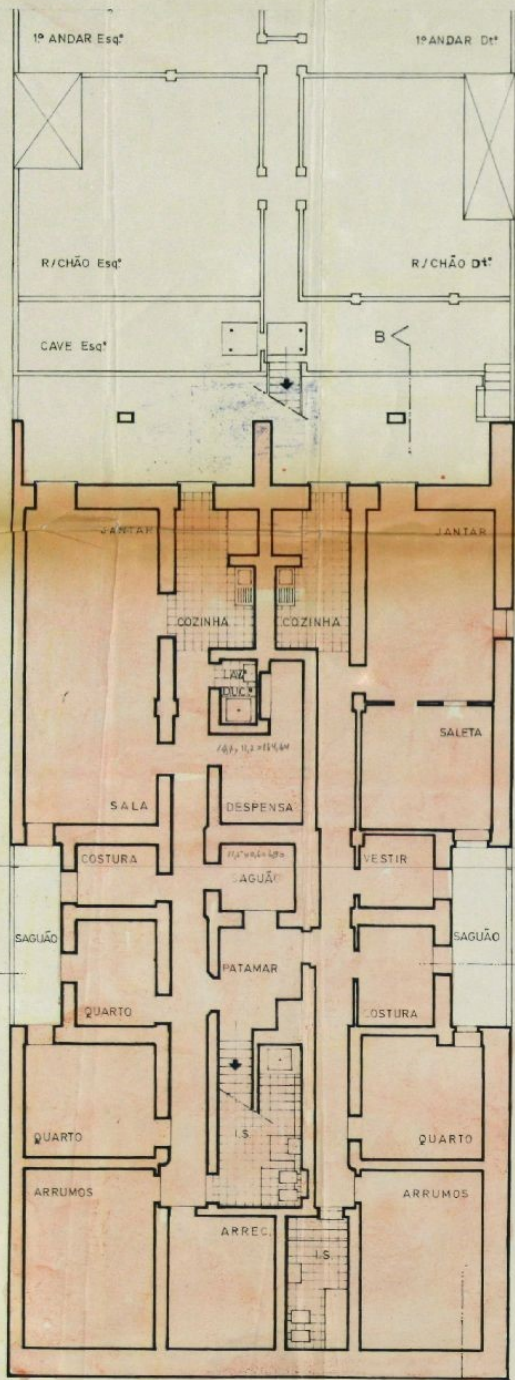 1º ANDAR Esqº
1º ANDAR Dtº
R/CHÃO Esqº
R/CHÃO Dtº
CAVE Esqº
B
JANTAR
JANTAR
COZINHA
COZINHA
LAV.
DUC.
SALETA
SALA
DESPENSA
COSTURA
SAGUÃO
VESTIR
SAGUÃO
SAGUÃO
PATAMAR
QUARTO
COSTURA
I.S.
QUARTO
QUARTO
ARRUMOS
ARRUMOS
ARREC.
I.S.